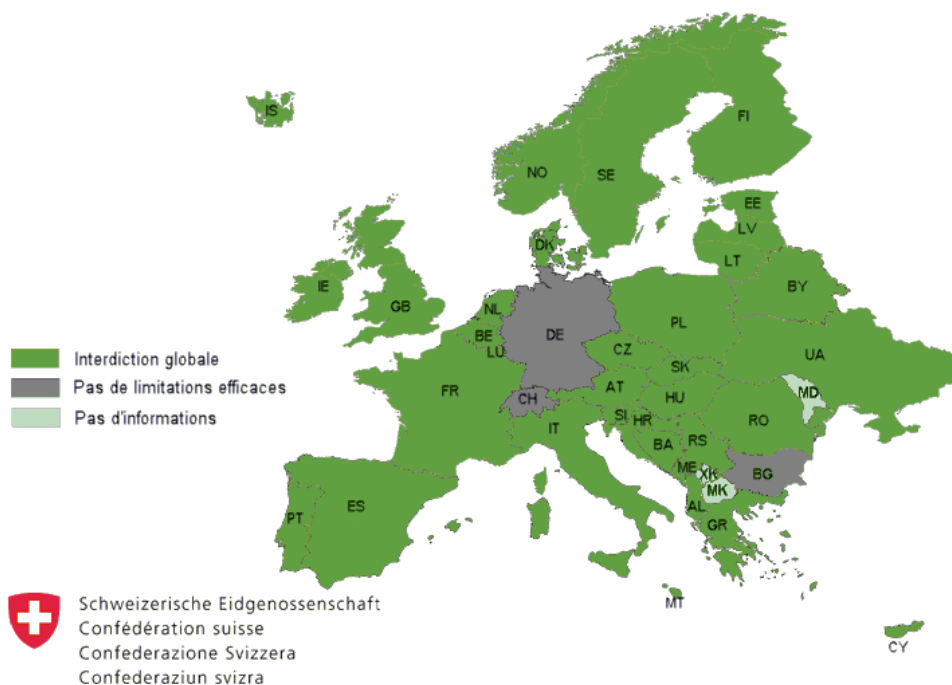 IS
FI
NO
SE
EE
LV
DK
LT
IE
BY
GB
NL
DE
PL
BE
LU
CZ
UA
Interdiction globale
SK
Pas de limitations efficaces
FR
AT
MD
CH
HU
Pas d'informations
SI
HR
RO
IT
BA
RS
ME
XK
BG
MK
ES
PT
AL
GR
MT
CY
Schweizerische Eidgenossenschaft
Confédération suisse
Confederazione Svizzera
Confederaziun svizra